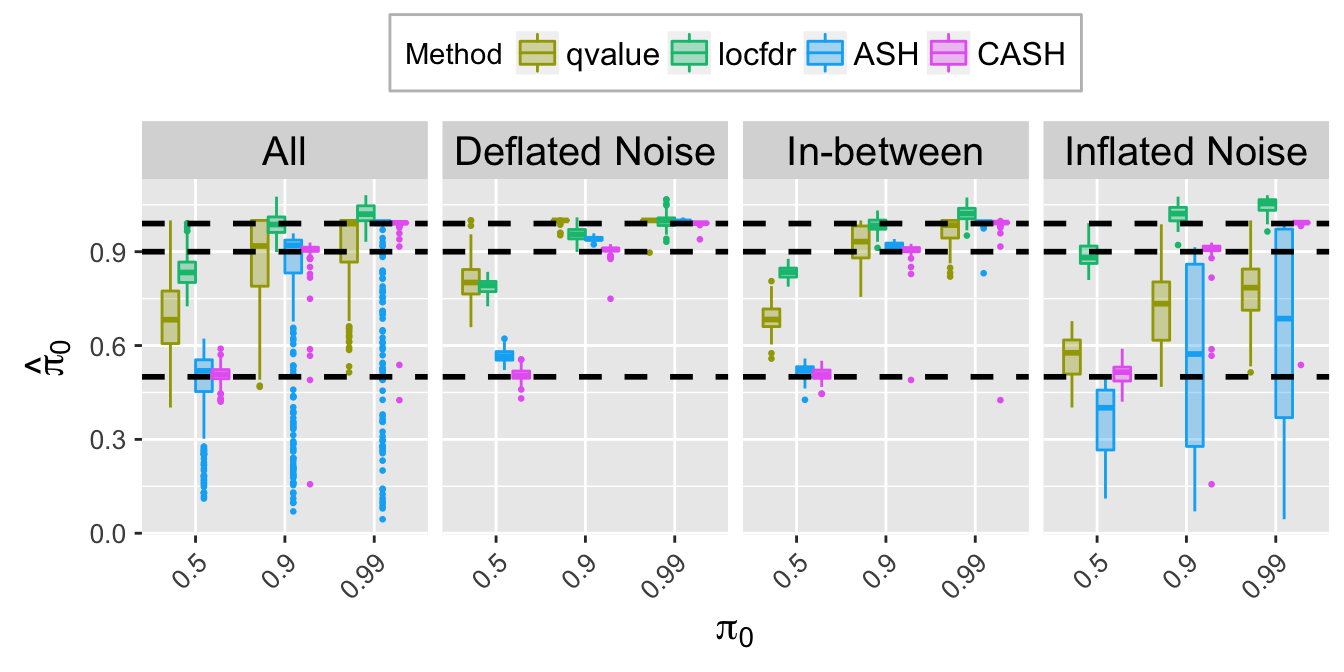 Method qvalue locfdr ASH CASH
All Deflated Noise In-between Inflated Noise
0.9
0.6
0.3
0.0
π̂0
0.5 0.9 0.99 0.5 0.9 0.99 0.5 0.9 0.99 0.5 0.9 0.99
π0